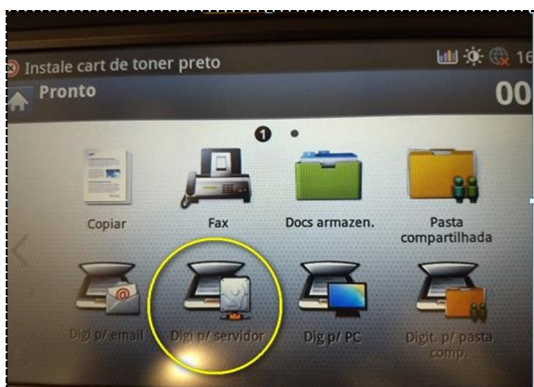 Instale cart de toner preto
16
Pronto
00
1
Copiar
Fax
Docs armazen.
Pasta
compartilhada
Digi p/ email
Digi p/ servidor
Dig p/ PC
Digit. p/ pasta
comp.